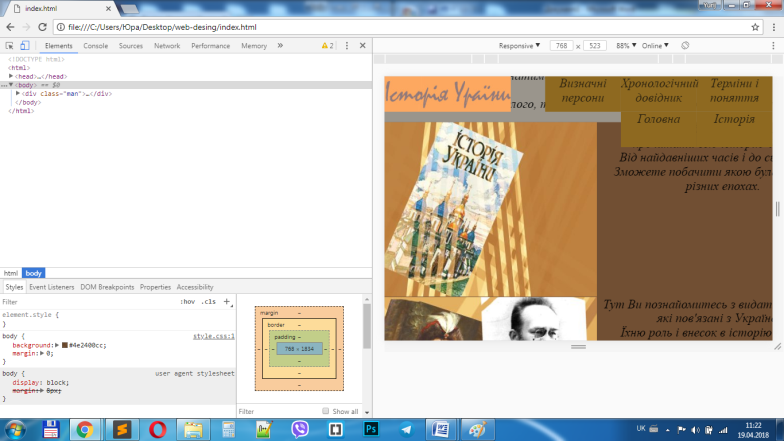 index.html
Yuri...
file:///C:/Users/Юра/Desktop/web-desing/index.html
Elements Console Sources Network Performance Memory » 2
Responsive ▼ 768 × 523 88% ▼ Online ▼
<!DOCTYPE html>
<html>
<head>…</head>
<body> == $0
<div class="man">…</div>
</body>
</html>
Історія Ураїни
лого, п
Визначні персони
Хронологічний довідник
Терміни і поняття
Головна
Історія
ІСТОРІЯ
УКРАЇНИ
Від найдавніших часів і до с
Зможете побачити якою бул
різних епохах.
Тут Ви познайомитесь з видат
які пов'язані з Україн
Їхню роль і внесок в історію
html body
Styles Event Listeners DOM Breakpoints Properties Accessibility
Filter :hov .cls +
element.style {
}
body { style.css:1
background: #4e2400cc;
margin: 0;
}
body { user agent stylesheet
display: block;
margin: 8px;
}
margin –
border –
padding –
768 × 1834
Filter Show all
UK
11:22
19.04.2018